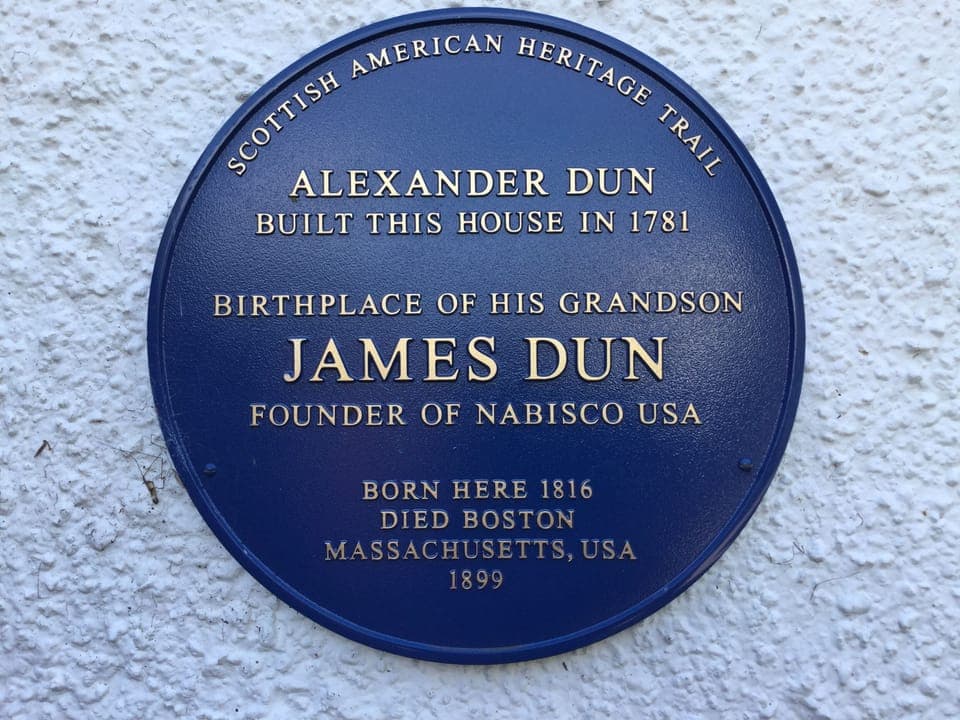 SCOTTISH AMERICAN HERITAGE TRAIL
ALEXANDER DUN
BUILT THIS HOUSE IN 1781
BIRTHPLACE OF HIS GRANDSON
JAMES DUN
FOUNDER OF NABISCO USA
BORN HERE 1816
DIED BOSTON
MASSACHUSETTS, USA
1899